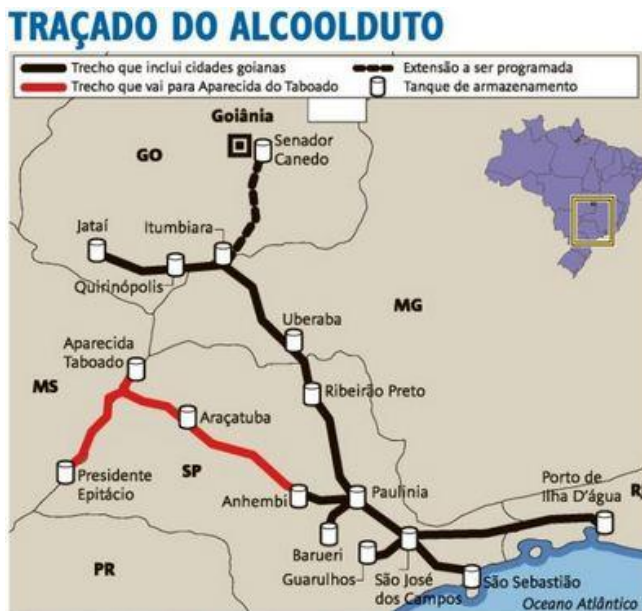 TRAÇADO DO ALCOOLDUTO
Trecho que inclui cidades goianas
Extensão a ser programada
Trecho que vai para Aparecida do Taboado
Tanque de armazenamento
Goiânia
Senador
Canedo
GO
Jataí
Itumbiara
Quirinópolis
MG
Uberaba
Aparecida
Taboado
MS
Ribeirão Preto
Araçatuba
SP
Presidente
Epitácio
Anhembi
Paulínia
Porto de
Ilha D'água
Barueri
Guarulhos
São José
dos Campos
São Sebastião
PR
Oceano Atlântico